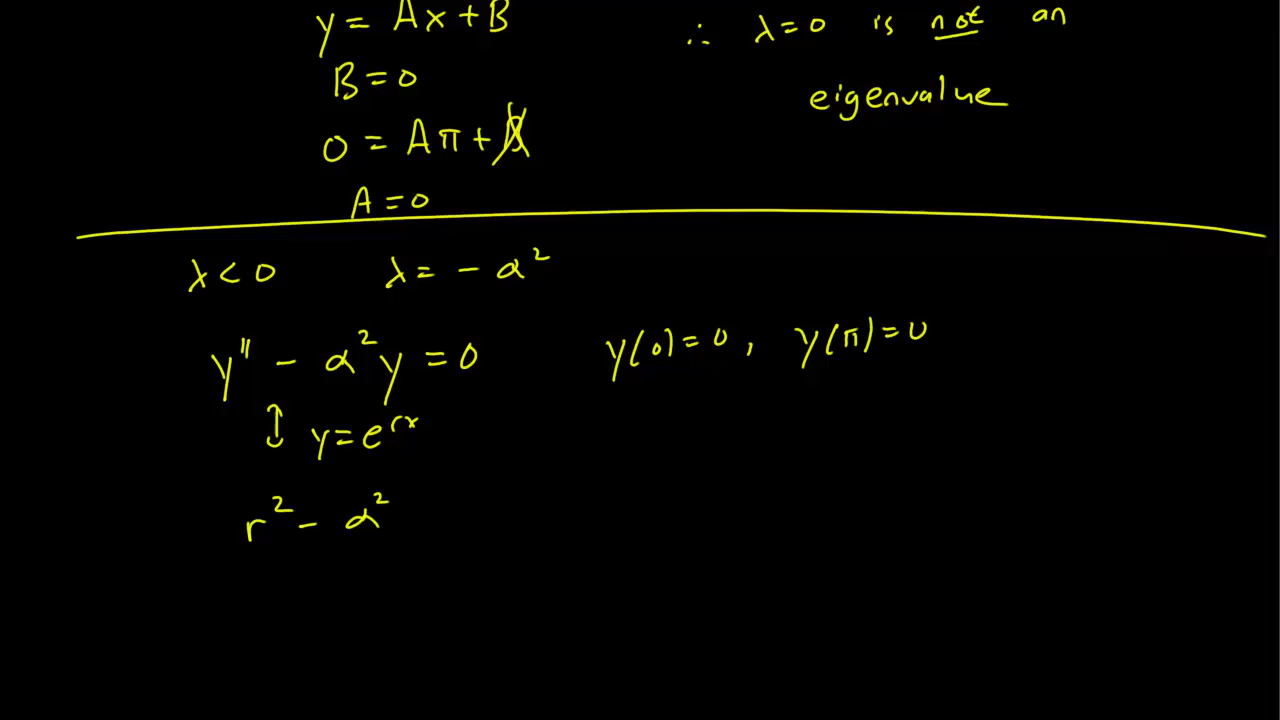 y = Ax + B
∴ λ = 0 is not an
B = 0
eigenvalue
0 = Aπ + B
A = 0
λ < 0 λ = - α²
y'' - α²y = 0 y(0) = 0, y(π) = 0
↕ y = e^{rx}
r² - α²